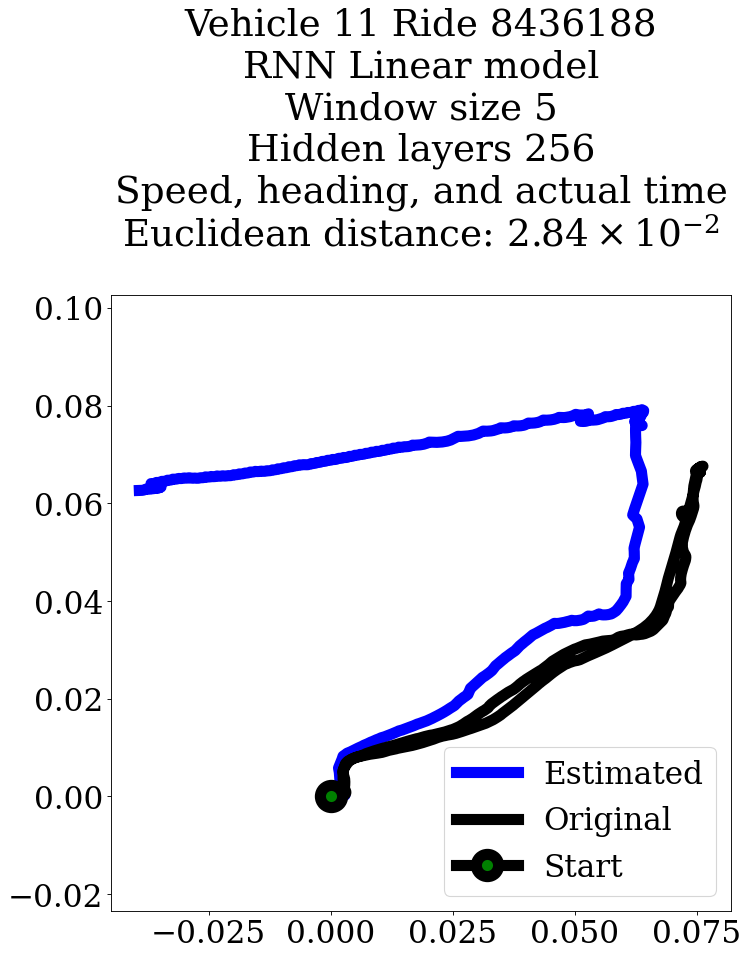 Vehicle 11 Ride 8436188
RNN Linear model
Window size 5
Hidden layers 256
Speed, heading, and actual time
Euclidean distance: 2.84 × 10⁻²
0.10
0.08
0.06
0.04
0.02
0.00
−0.02
Estimated
Original
Start
−0.025 0.000 0.025 0.050 0.075